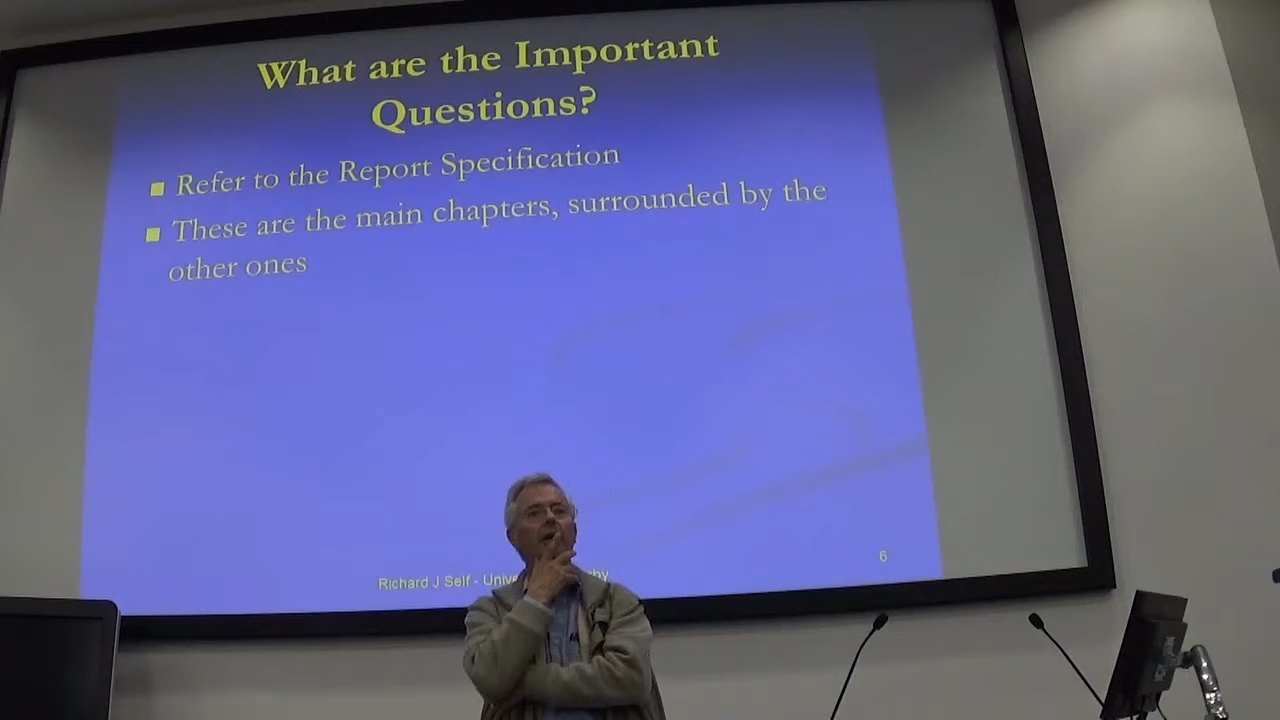 What are the Important
Questions?
Refer to the Report Specification
These are the main chapters, surrounded by the
other ones
Richard J Self -
6